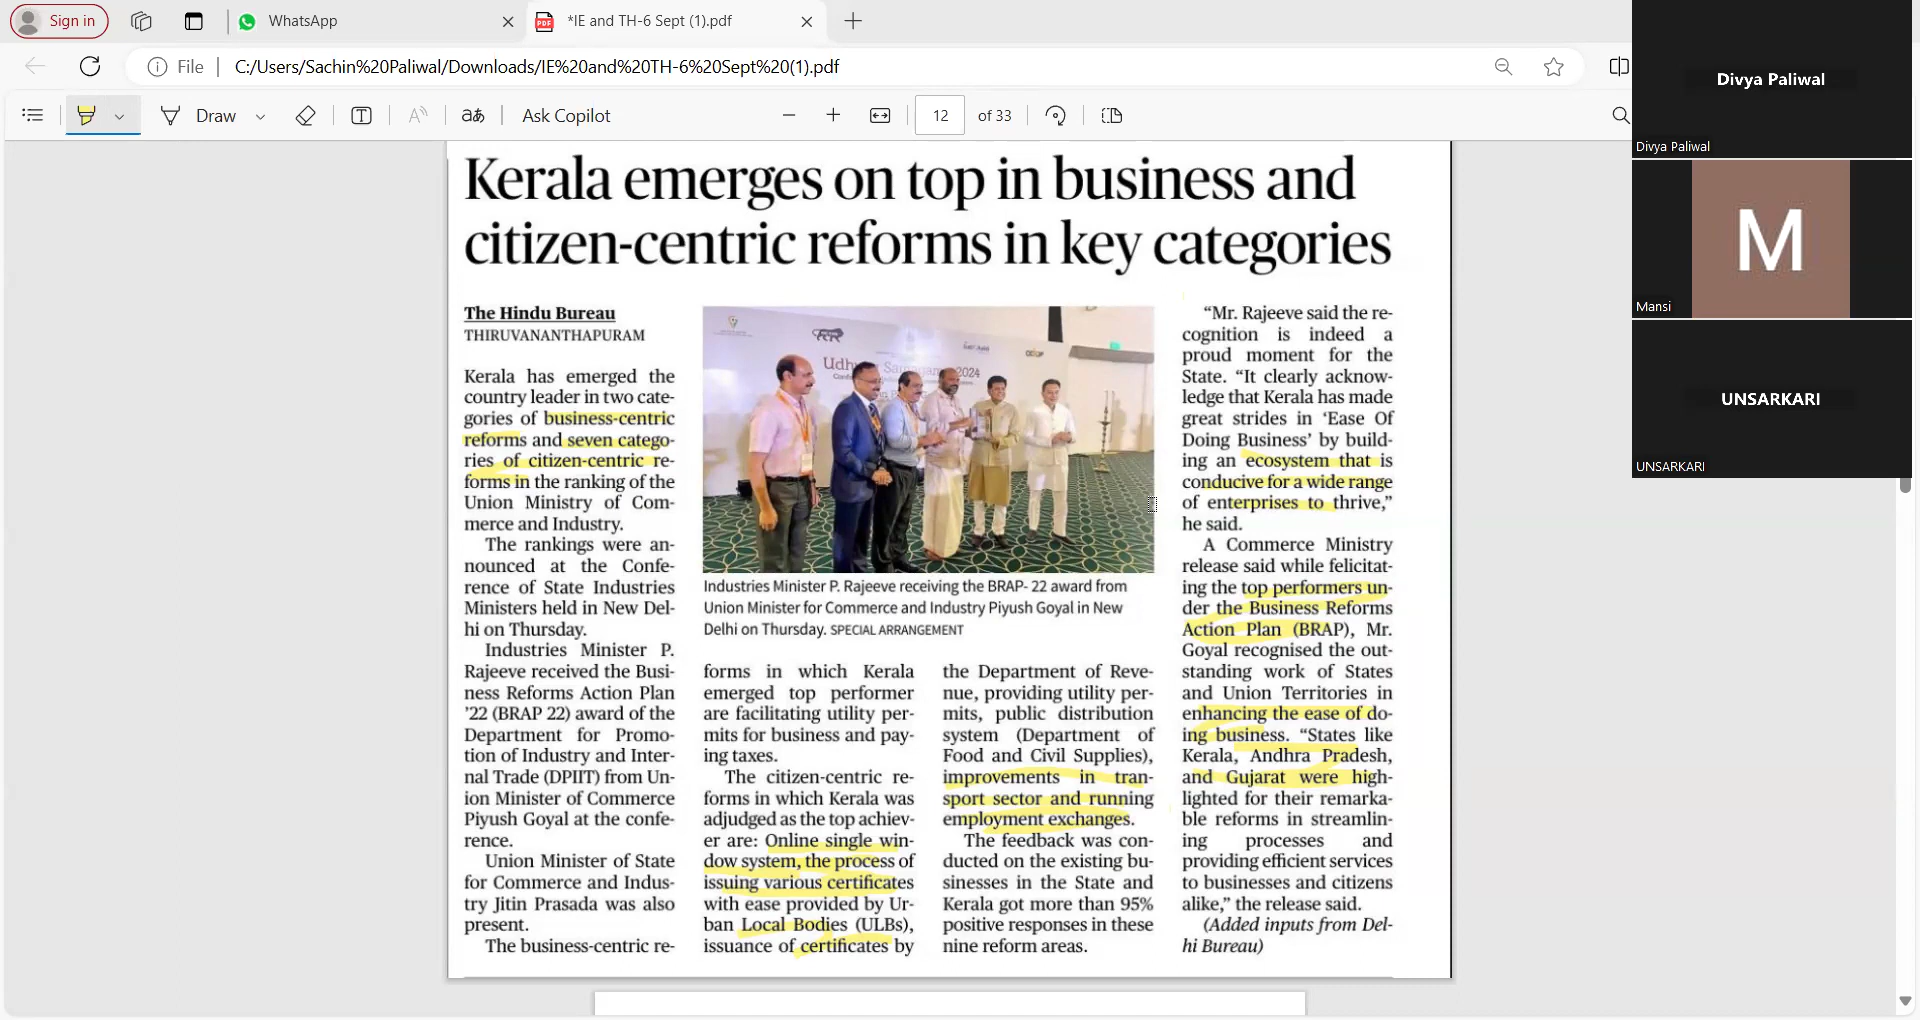 Sign in
WhatsApp
*IE and TH-6 Sept (1).pdf
File
C:/Users/Sachin%20Paliwal/Downloads/IE%20and%20TH-6%20Sept%20(1).pdf
Draw
Ask Copilot
12
of 33
Divya Paliwal
Divya Paliwal
M
Mansi
UNSARKARI
UNSARKARI
Kerala emerges on top in business and
citizen-centric reforms in key categories
The Hindu Bureau
THIRUVANANTHAPURAM
Kerala has emerged the
country leader in two cate-
gories of business-centric
reforms and seven catego-
ries of citizen-centric re-
forms in the ranking of the
Union Ministry of Com-
merce and Industry.
The rankings were an-
nounced at the Confe-
rence of State Industries
Ministers held in New Del-
hi on Thursday.
Industries Minister P.
Rajeeve received the Busi-
ness Reforms Action Plan
'22 (BRAP 22) award of the
Department for Promo-
tion of Industry and Inter-
nal Trade (DPIIT) from Un-
ion Minister of Commerce
Piyush Goyal at the confe-
rence.
Union Minister of State
for Commerce and Indus-
try Jitin Prasada was also
present.
The business-centric re-
Industries Minister P. Rajeeve receiving the BRAP- 22 award from
Union Minister for Commerce and Industry Piyush Goyal in New
Delhi on Thursday. SPECIAL ARRANGEMENT
forms in which Kerala
emerged top performer
are facilitating utility per-
mits for business and pay-
ing taxes.
The citizen-centric re-
forms in which Kerala was
adjudged as the top achiev-
er are: Online single win-
dow system, the process of
issuing various certificates
with ease provided by Ur-
ban Local Bodies (ULBs),
issuance of certificates by
the Department of Reve-
nue, providing utility per-
mits, public distribution
system (Department of
Food and Civil Supplies),
improvements in tran-
sport sector and running
employment exchanges.
The feedback was con-
ducted on the existing bu-
sinesses in the State and
Kerala got more than 95%
positive responses in these
nine reform areas.
“Mr. Rajeeve said the re-
cognition is indeed a
proud moment for the
State. “It clearly acknow-
ledge that Kerala has made
great strides in ‘Ease Of
Doing Business’ by build-
ing an ecosystem that is
conducive for a wide range
of enterprises to thrive,”
he said.
A Commerce Ministry
release said while felicitat-
ing the top performers un-
der the Business Reforms
Action Plan (BRAP), Mr.
Goyal recognised the out-
standing work of States
and Union Territories in
enhancing the ease of do-
ing business. “States like
Kerala, Andhra Pradesh,
and Gujarat were high-
lighted for their remarka-
ble reforms in streamlin-
ing processes and
providing efficient services
to businesses and citizens
alike,” the release said.
(Added inputs from Del-
hi Bureau)